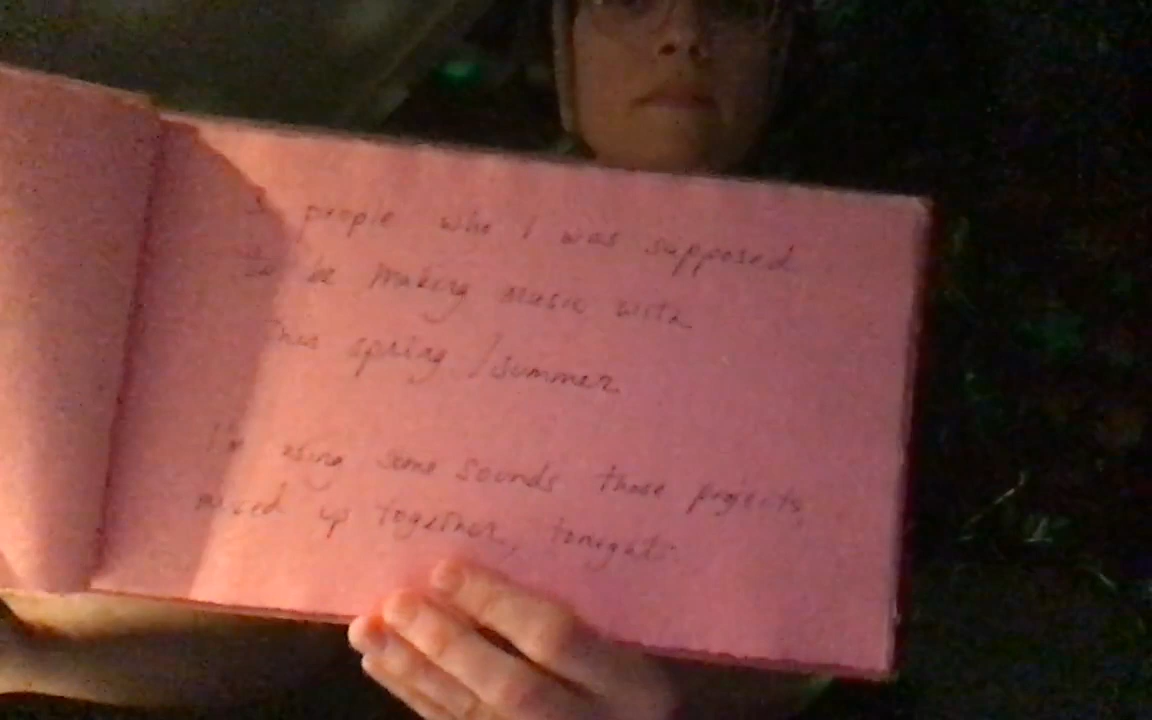 people who I was supposed
to be making music with
this spring / summer
I'm using some sounds those projects,
mixed up together, tonight.